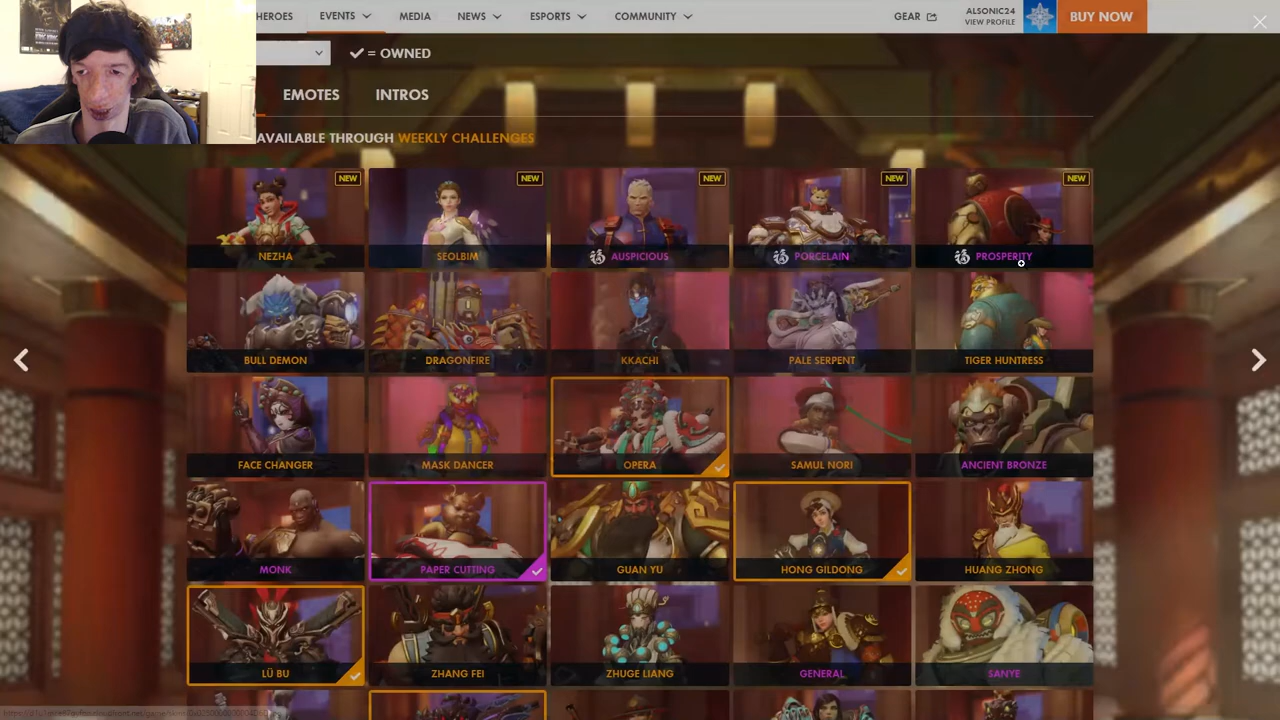 HEROES EVENTS MEDIA NEWS ESPORTS COMMUNITY GEAR ALSONIC24 VIEW PROFILE BUY NOW
✓ = OWNED
EMOTES INTROS
AVAILABLE THROUGH WEEKLY CHALLENGES
NEW NEW NEW NEW NEW
NEZHA SEOLBIM AUSPICIOUS PORCELAIN PROSPERITY
BULL DEMON DRAGONFIRE KKACHI PALE SERPENT TIGER HUNTRESS
FACE CHANGER MASK DANCER OPERA SAMUL NORI ANCIENT BRONZE
MONK PAPER CUTTING GUAN YU HONG GILDONG HUANG ZHONG
LÜ BU ZHANG FEI ZHUGE LIANG GENERAL SANYE